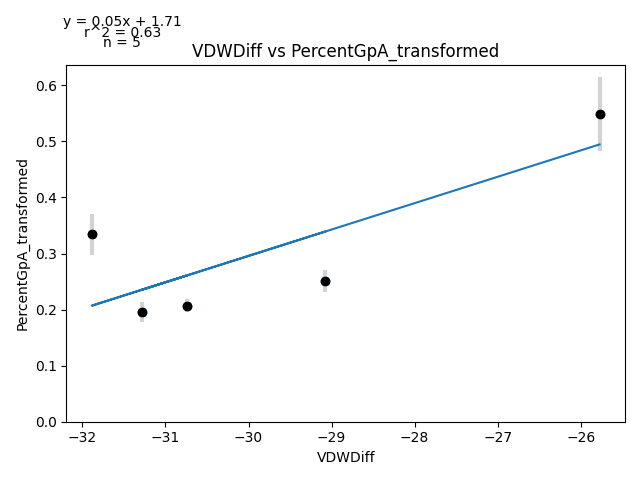 y = 0.05x + 1.71
r^2 = 0.63
n = 5
VDWDiff vs PercentGpA_transformed
0.6
0.5
0.4
0.3
0.2
0.1
0.0
PercentGpA_transformed
−32 −31 −30 −29 −28 −27 −26
VDWDiff